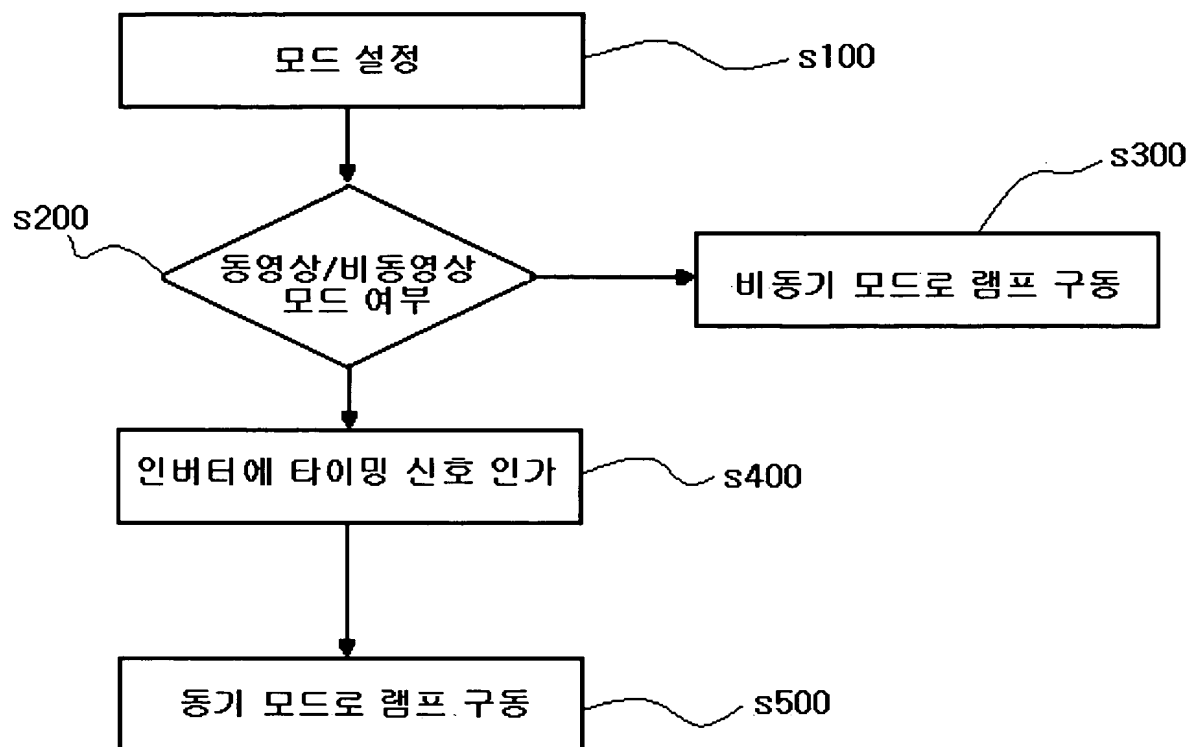 모드 설정
s100
s300
s200
동영상/비동영상
모드 여부
비동기 모드로 램프 구동
인버터에 타이밍 신호 인가
s400
동기 모드로 램프 구동
s500